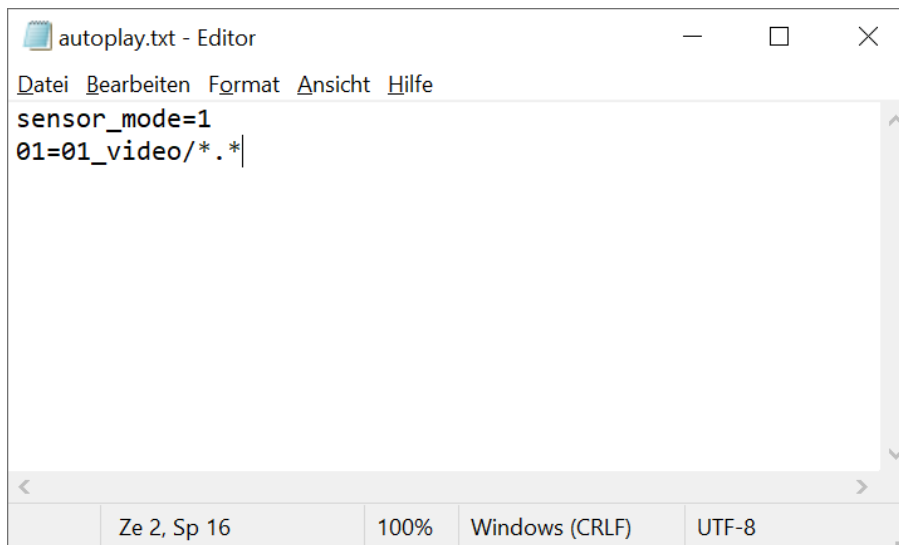 autoplay.txt - Editor
Datei Bearbeiten Format Ansicht Hilfe
sensor_mode=1
01=01_video/*.*
Ze 2, Sp 16 100% Windows (CRLF) UTF-8